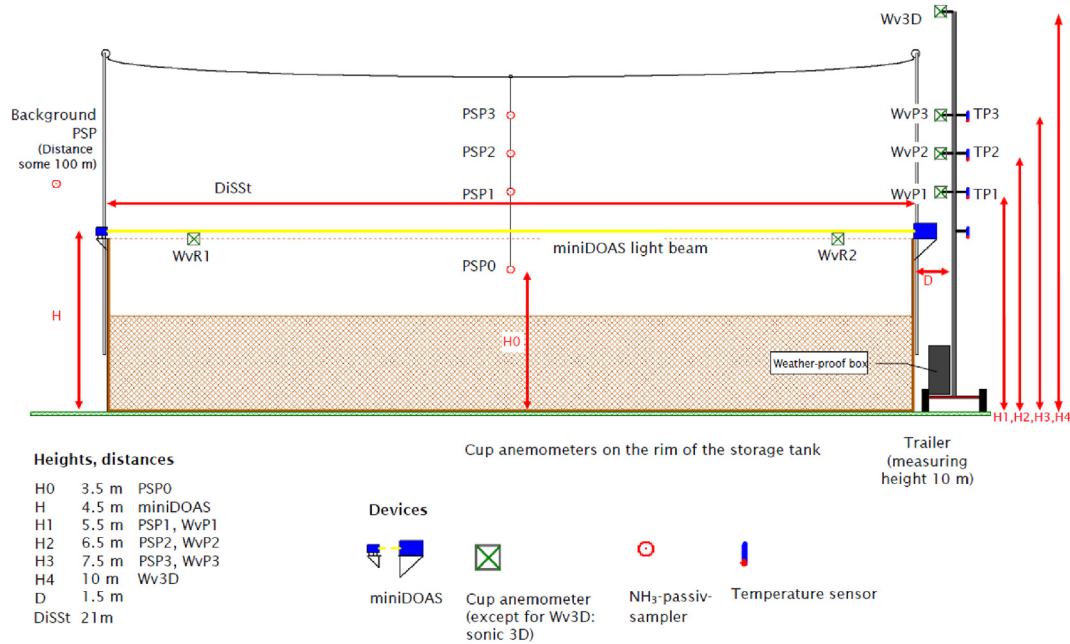 Wv3D
Background
PSP
(Distance
some 100 m)
PSP3
WvP3
TP3
PSP2
WvP2
TP2
DiSSt
PSP1
WvP1
TP1
WvR1
miniDOAS light beam
WvR2
PSP0
D
H
H0
Weather-proof box
H1,H2,H3,H4
Cup anemometers on the rim of the storage tank
Trailer
(measuring
height 10 m)
Heights, distances
H0 3.5 m PSP0
H 4.5 m miniDOAS
H1 5.5 m PSP1, WvP1
H2 6.5 m PSP2, WvP2
H3 7.5 m PSP3, WvP3
H4 10 m Wv3D
D 1.5 m
DiSSt 21m
Devices
miniDOAS
Cup anemometer
(except for Wv3D:
sonic 3D)
NH₃-passiv-
sampler
Temperature sensor